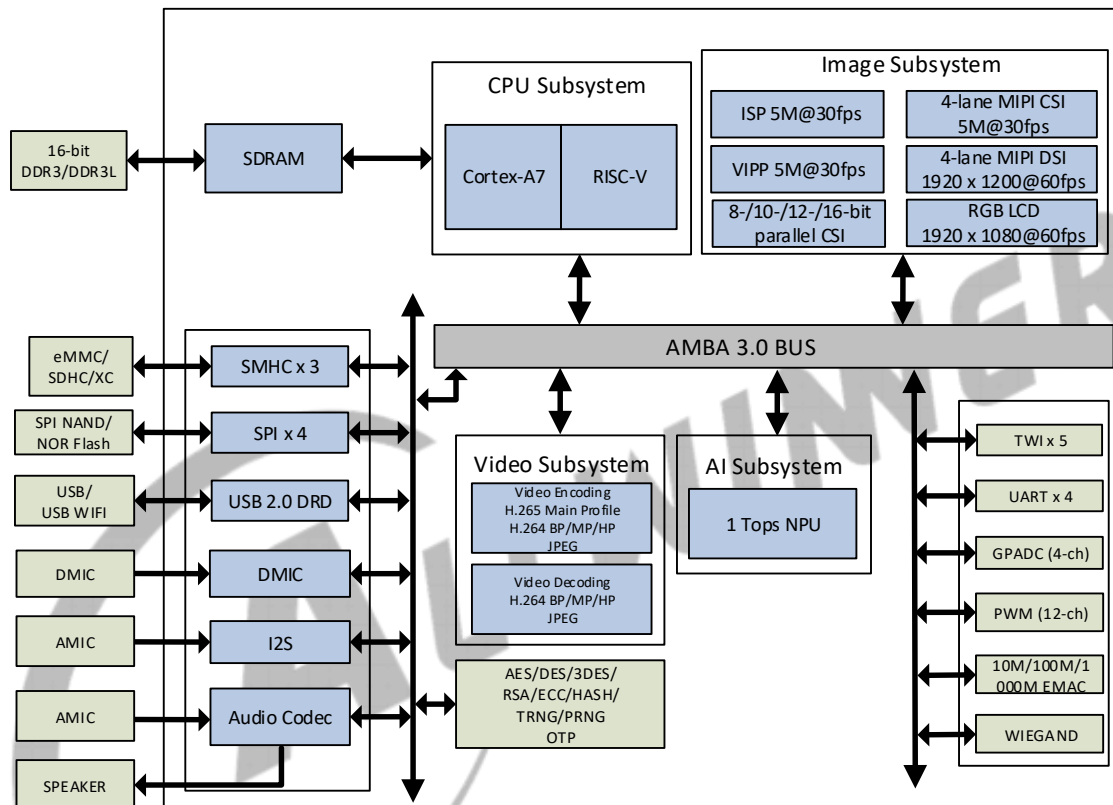 CPU Subsystem
Cortex-A7
RISC-V
Image Subsystem
ISP 5M@30fps
4-lane MIPI CSI
5M@30fps
VIPP 5M@30fps
4-lane MIPI DSI
1920 x 1200@60fps
8-/10-/12-/16-bit
parallel CSI
RGB LCD
1920 x 1080@60fps
16-bit
DDR3/DDR3L
SDRAM
AMBA 3.0 BUS
eMMC/
SDHC/XC
SMHC x 3
SPI NAND/
NOR Flash
SPI x 4
USB/
USB WIFI
USB 2.0 DRD
DMIC
DMIC
AMIC
I2S
AMIC
Audio Codec
SPEAKER
Video Subsystem
Video Encoding
H.265 Main Profile
H.264 BP/MP/HP
JPEG
Video Decoding
H.264 BP/MP/HP
JPEG
AI Subsystem
1 Tops NPU
AES/DES/3DES/
RSA/ECC/HASH/
TRNG/PRNG
OTP
TWI x 5
UART x 4
GPADC (4-ch)
PWM (12-ch)
10M/100M/1
000M EMAC
WIEGAND
ALLWINNER